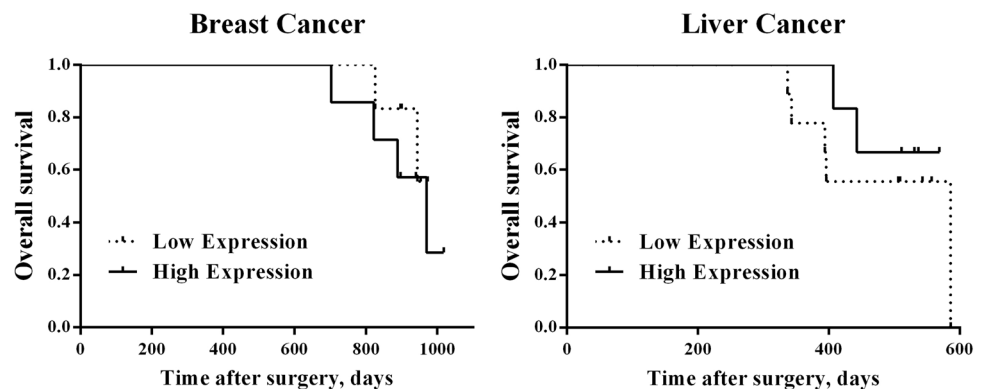 Breast Cancer
Overall survival
1.0
0.8
0.6
0.4
0.2
0.0
Low Expression
High Expression
0 200 400 600 800 1000
Time after surgery, days
Liver Cancer
Overall survival
1.0
0.8
0.6
0.4
0.2
0.0
Low Expression
High Expression
0 200 400 600
Time after surgery, days